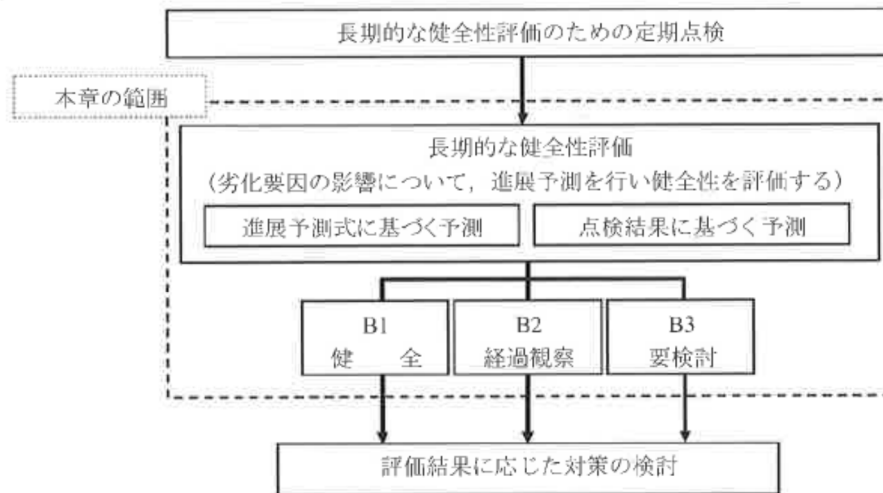 長期的な健全性評価のための定期点検
本章の範囲
長期的な健全性評価
(劣化要因の影響について，進展予測を行い健全性を評価する)
進展予測式に基づく予測
点検結果に基づく予測
B1
健　全
B2
経過観察
B3
要検討
評価結果に応じた対策の検討